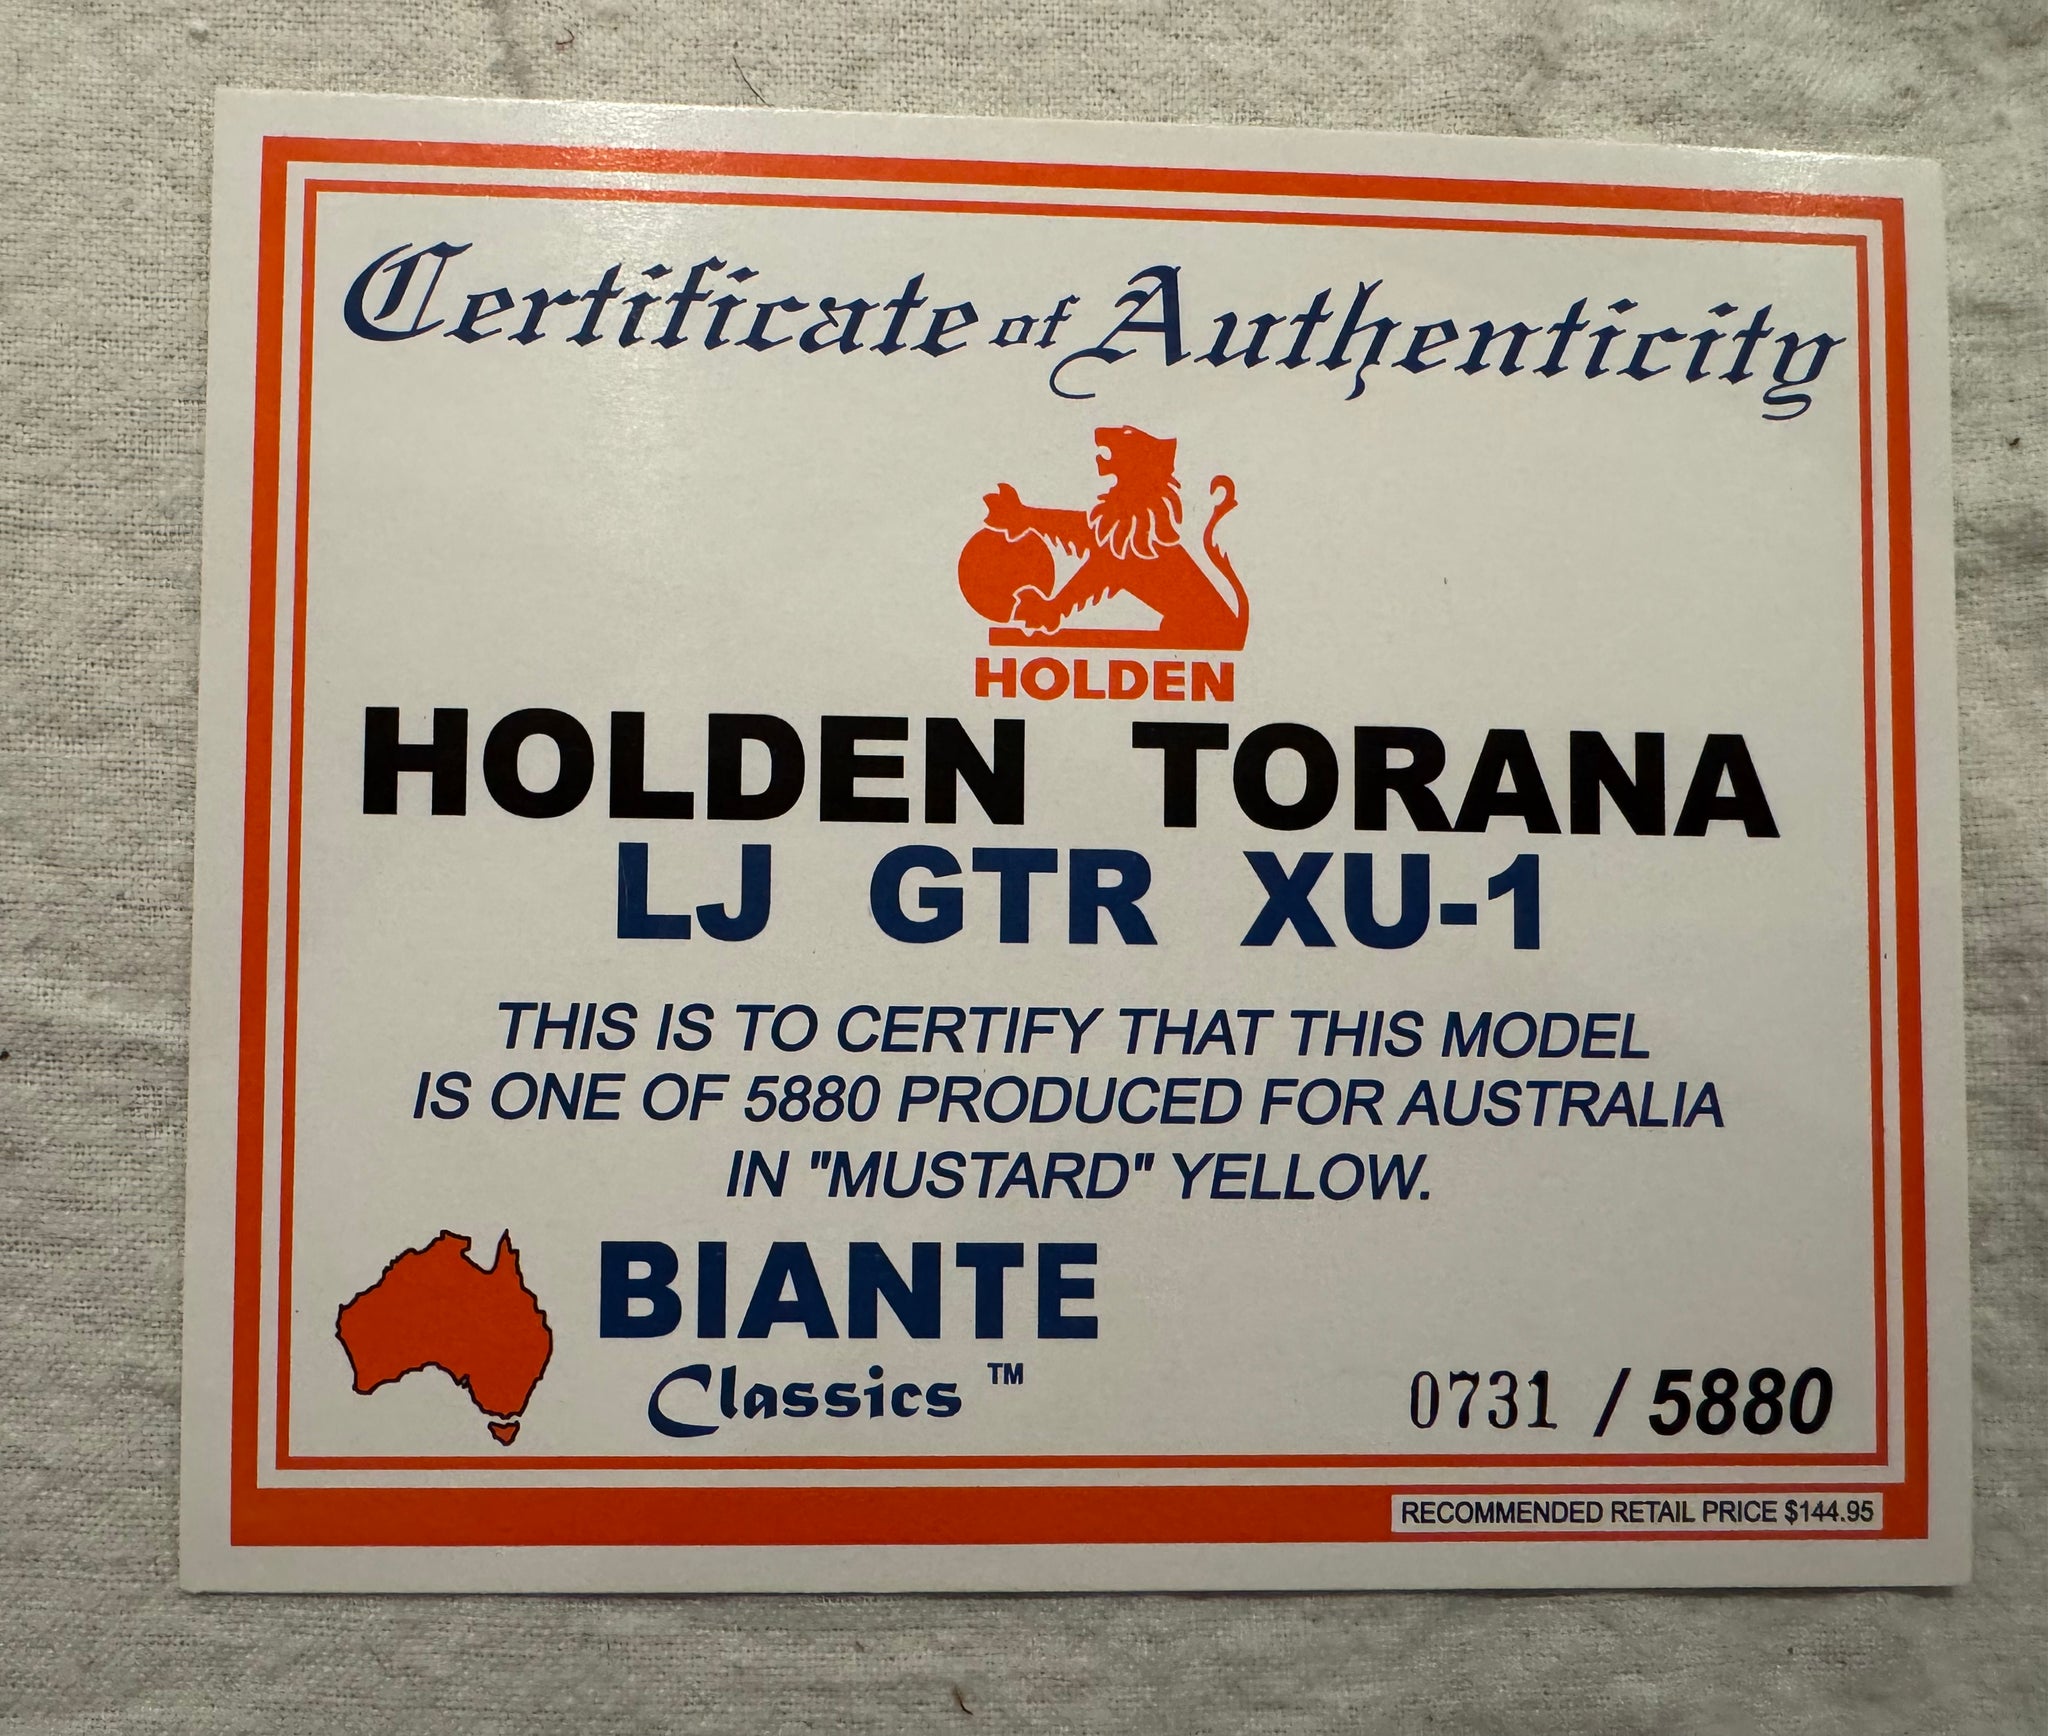 Certificate of Authenticity
HOLDEN
HOLDEN TORANA
LJ GTR XU-1
THIS IS TO CERTIFY THAT THIS MODEL
IS ONE OF 5880 PRODUCED FOR AUSTRALIA
IN "MUSTARD" YELLOW.
BIANTE
Classics ™
0731 / 5880
RECOMMENDED RETAIL PRICE $144.95